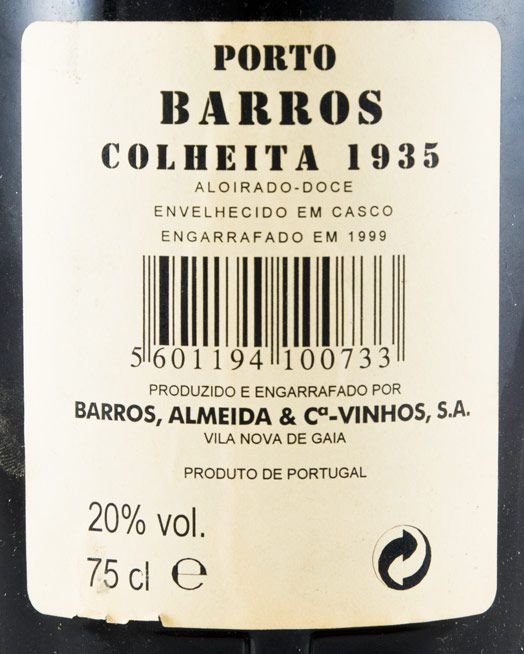 PORTO
BARROS
COLHEITA 1935
ALOIRADO-DOCE
ENVELHECIDO EM CASCO
ENGARRAFADO EM 1999
5 601194 100733
PRODUZIDO E ENGARRAFADO POR
BARROS, ALMEIDA & Cª-VINHOS, S.A.
VILA NOVA DE GAIA
PRODUTO DE PORTUGAL
20% vol.
75 cl ℮